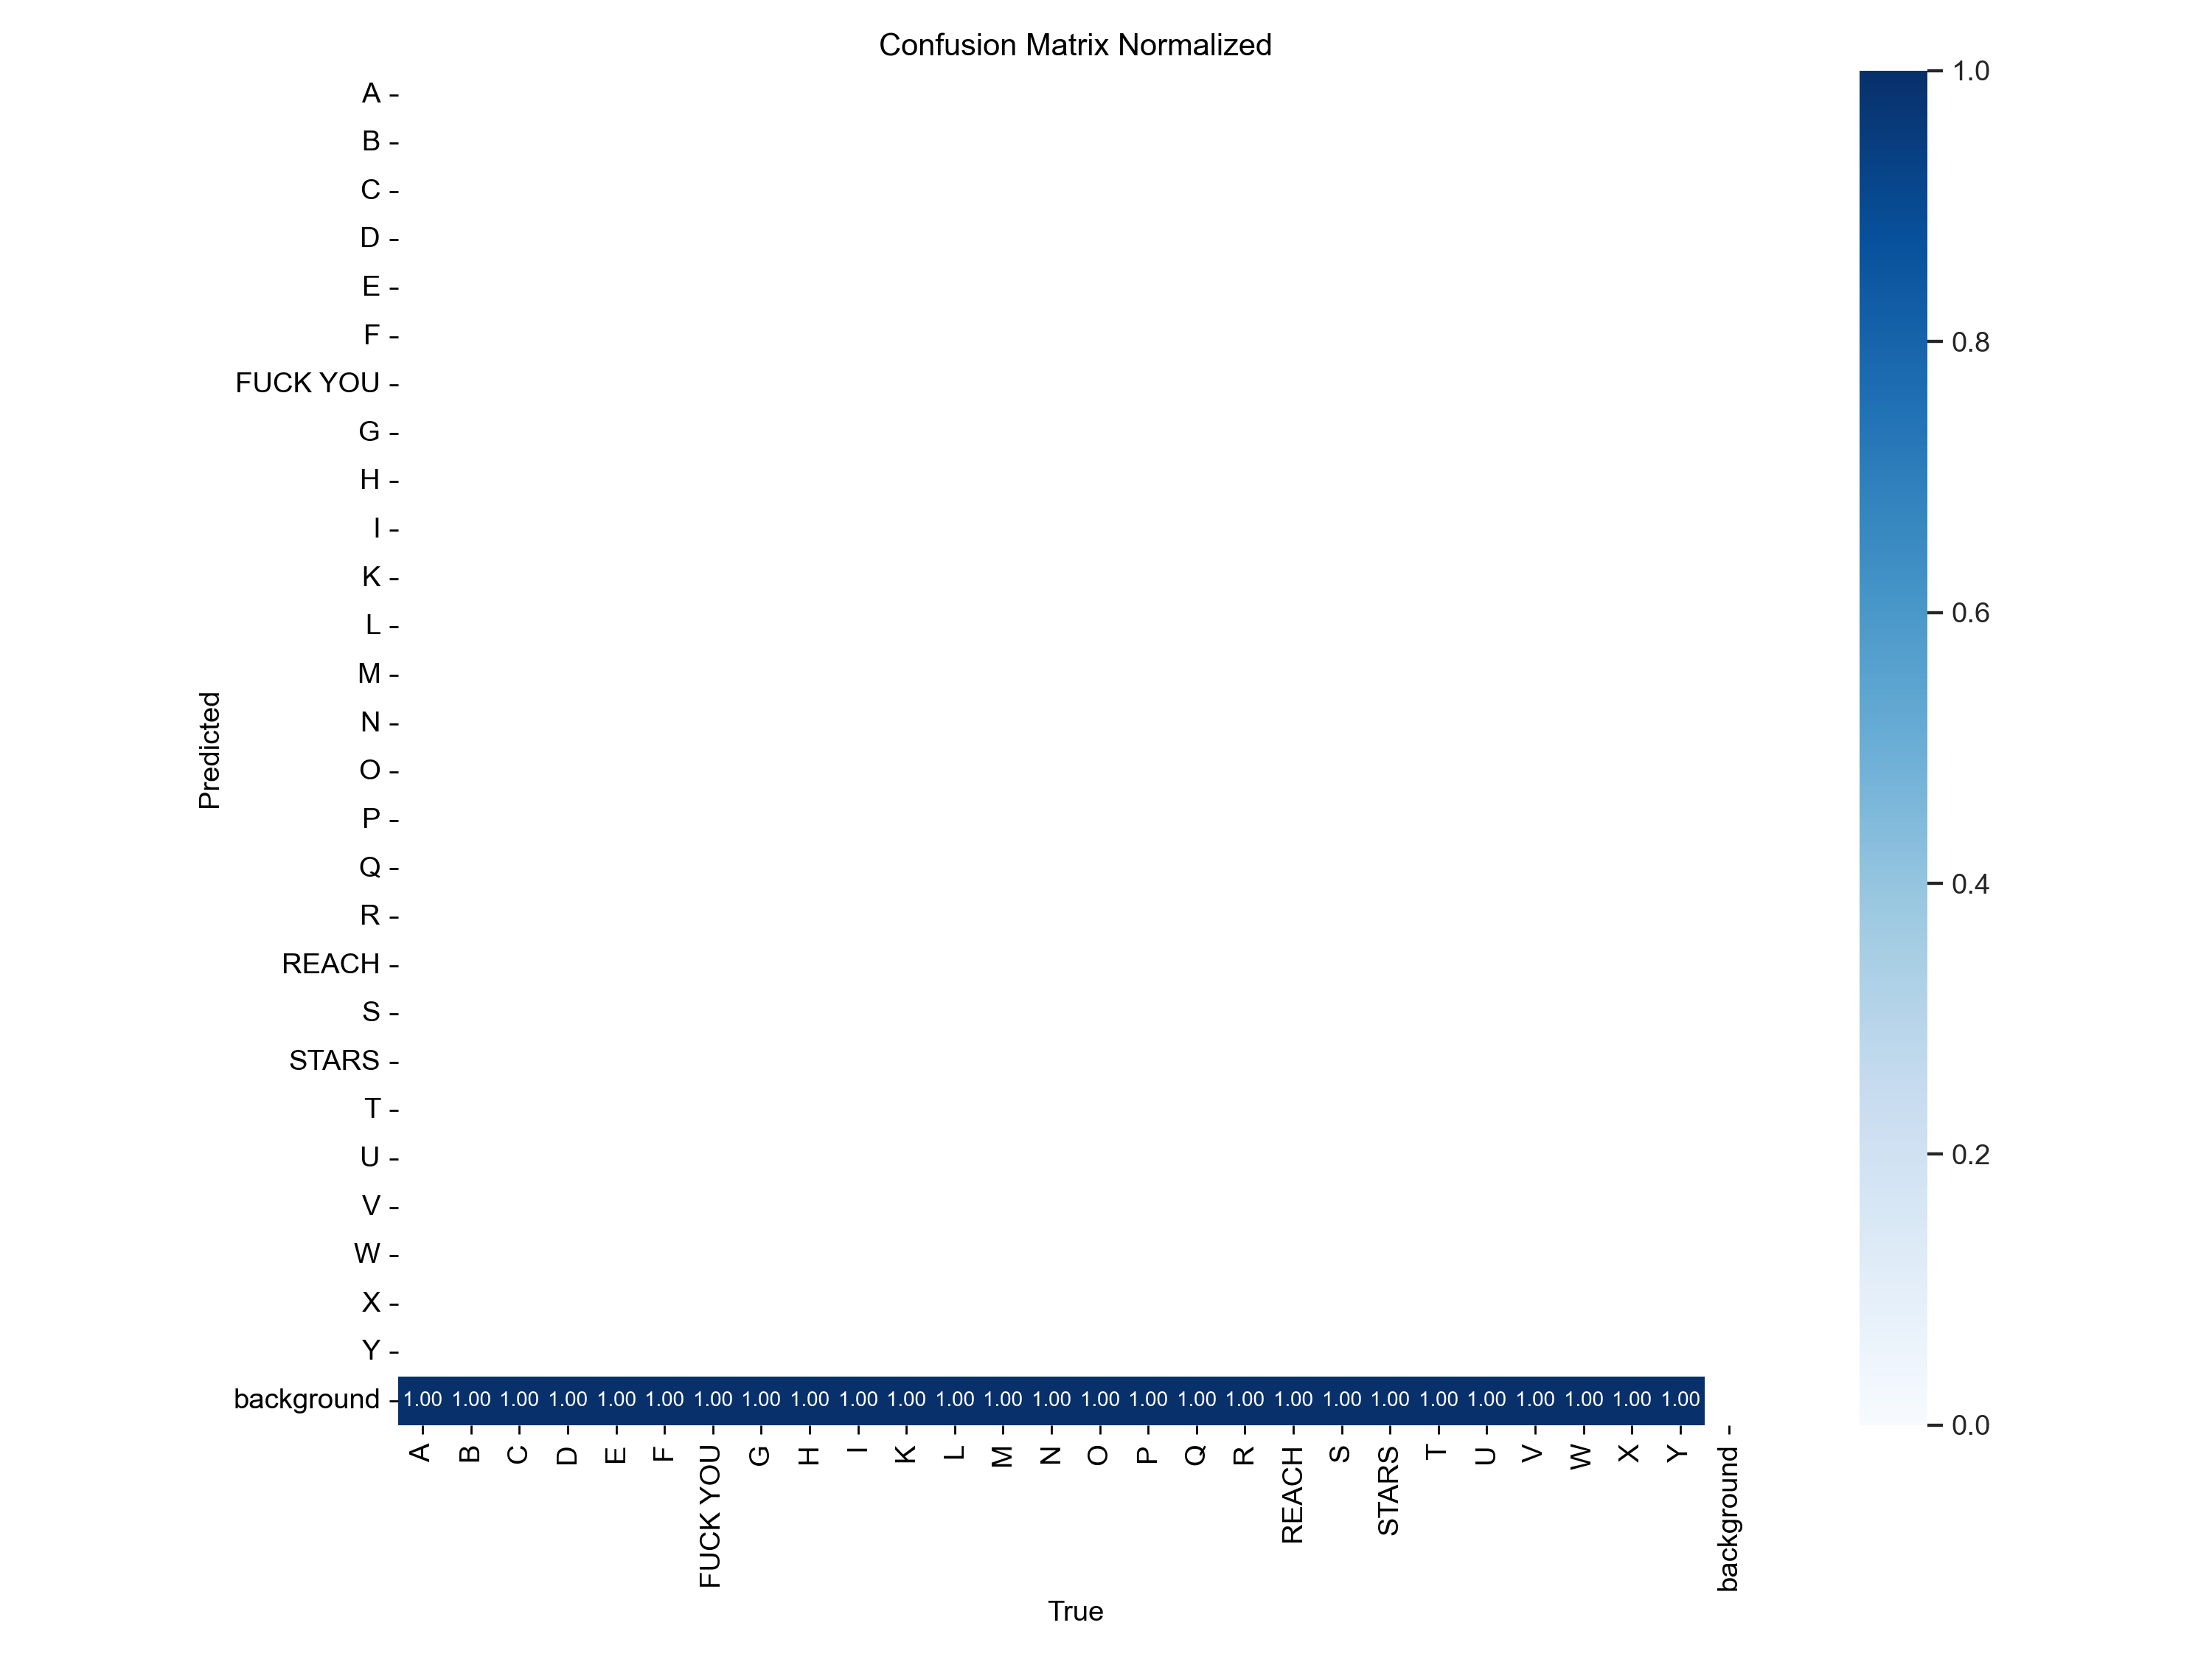 Confusion Matrix Normalized
A
B
C
D
E
F
FUCK YOU
G
H
I
K
L
M
N
O
P
Q
R
REACH
S
STARS
T
U
V
W
X
Y
background
Predicted
1.00 1.00 1.00 1.00 1.00 1.00 1.00 1.00 1.00 1.00 1.00 1.00 1.00 1.00 1.00 1.00 1.00 1.00 1.00 1.00 1.00 1.00 1.00 1.00 1.00 1.00 1.00
A B C D E F FUCK YOU G H I K L M N O P Q R REACH S STARS T U V W X Y background
True
1.0
0.8
0.6
0.4
0.2
0.0